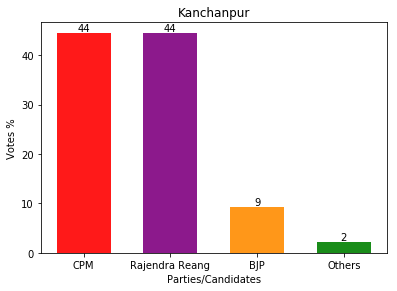 Kanchanpur
Votes %
40
30
20
10
0
44
44
9
2
CPM
Rajendra Reang
BJP
Others
Parties/Candidates